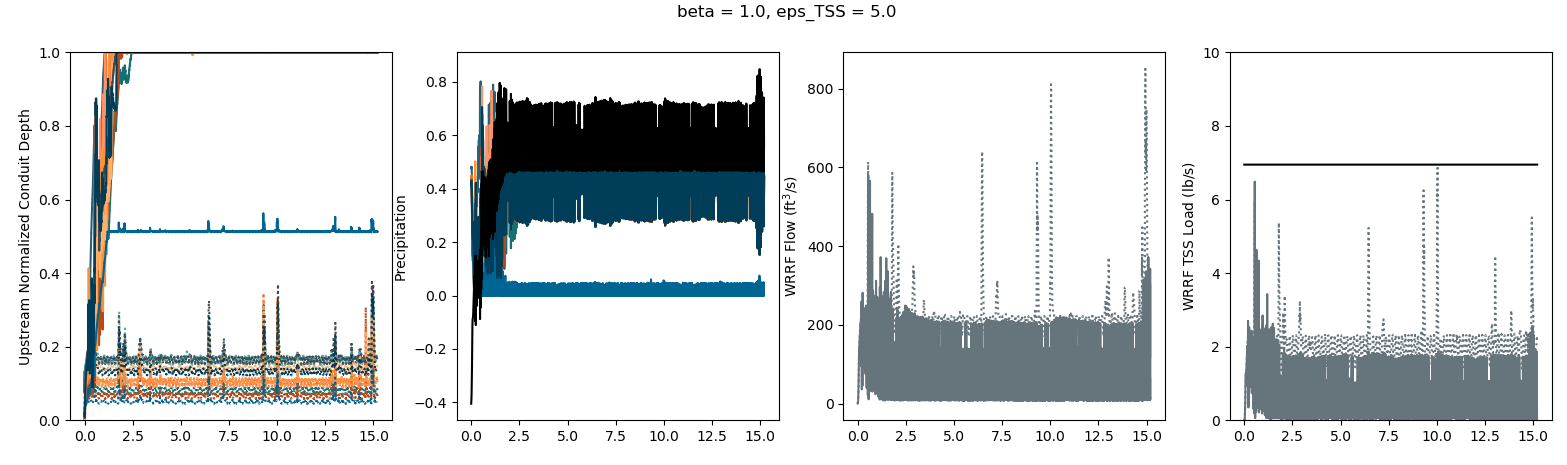 beta = 1.0, eps_TSS = 5.0
Upstream Normalized Conduit Depth
1.0
0.8
0.6
0.4
0.2
0.0
0.0 2.5 5.0 7.5 10.0 12.5 15.0
Precipitation
0.8
0.6
0.4
0.2
0.0
−0.2
−0.4
0.0 2.5 5.0 7.5 10.0 12.5 15.0
WRRF Flow (ft³/s)
800
600
400
200
0
0.0 2.5 5.0 7.5 10.0 12.5 15.0
WRRF TSS Load (lb/s)
10
8
6
4
2
0
0.0 2.5 5.0 7.5 10.0 12.5 15.0